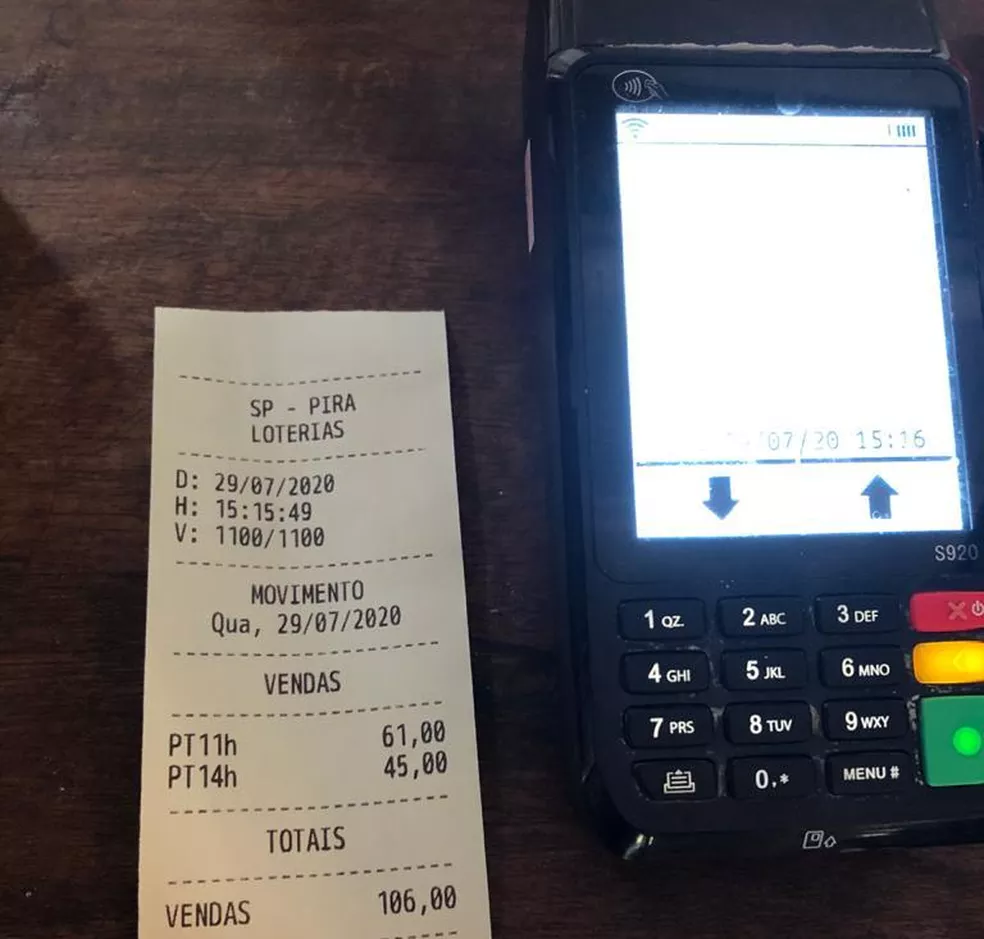 SP - PIRA
LOTERIAS
D: 29/07/2020
H: 15:15:49
V: 1100/1100
MOVIMENTO
Qua, 29/07/2020
VENDAS
PT11h 61,00
PT14h 45,00
TOTAIS
VENDAS 106,00
/07/20 15:16
S920
1 QZ. 2 ABC 3 DEF
4 GHI 5 JKL 6 MNO
7 PRS 8 TUV 9 WXY
0,* MENU #